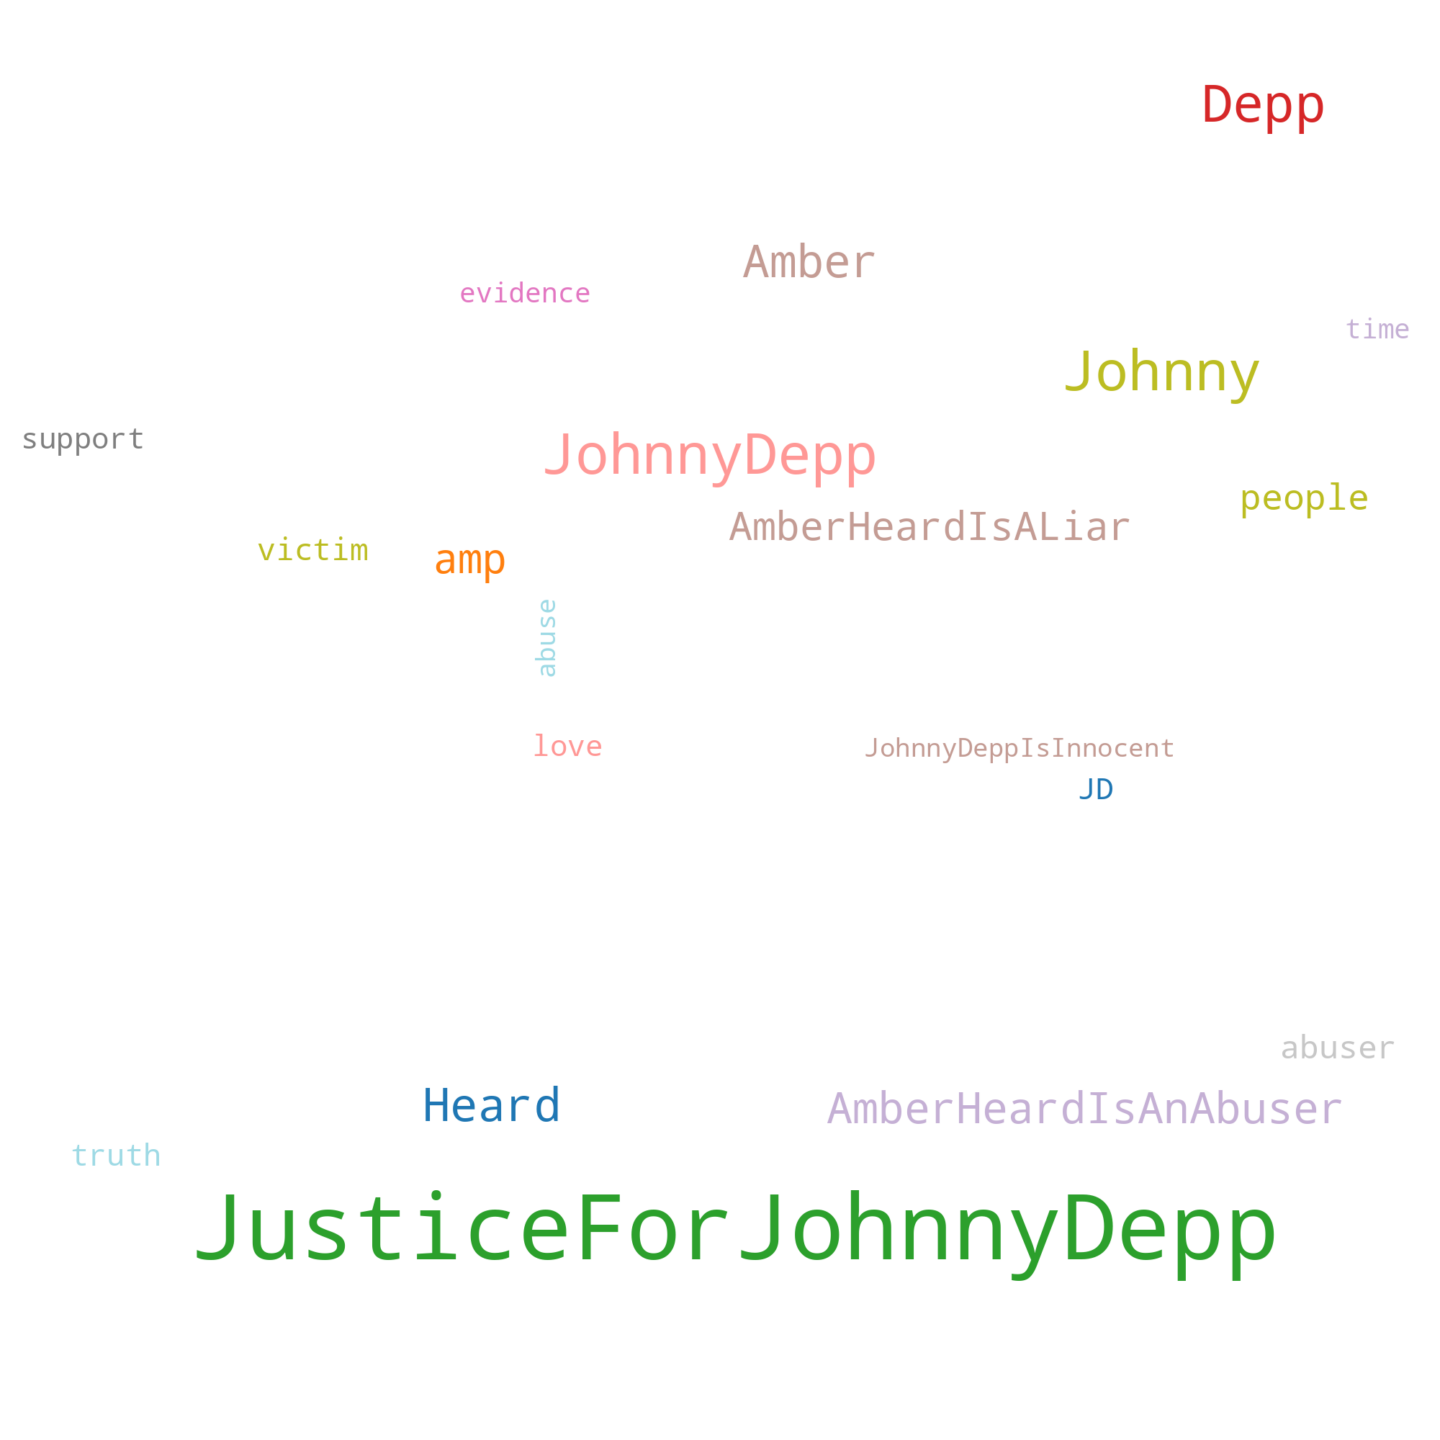 Depp
Amber
evidence
time
Johnny
support
JohnnyDepp
people
AmberHeardIsALiar
victim
amp
abuse
love
JohnnyDeppIsInnocent
JD
abuser
Heard
AmberHeardIsAnAbuser
truth
JusticeForJohnnyDepp